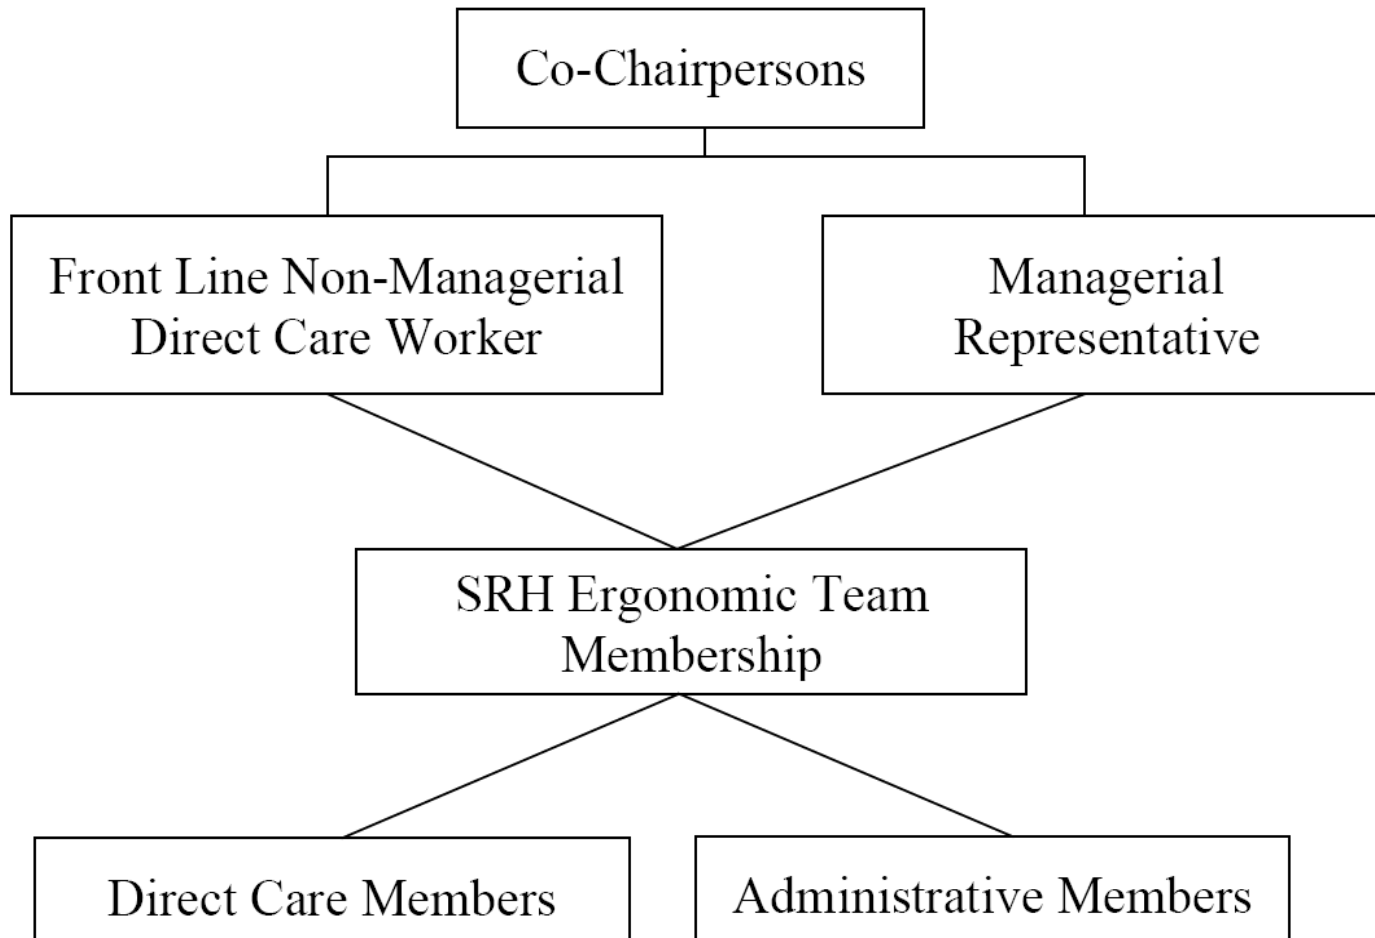 Co-Chairpersons
Front Line Non-Managerial
Direct Care Worker
Managerial
Representative
SRH Ergonomic Team
Membership
Direct Care Members
Administrative Members